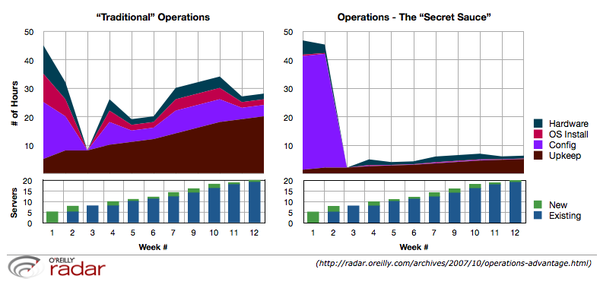 "Traditional" Operations
Operations - The "Secret Sauce"
# of Hours
50
40
30
20
10
50
40
30
20
10
Hardware
OS Install
Config
Upkeep
Servers
20
15
10
5
0
20
15
10
5
0
New
Existing
1 2 3 4 5 6 7 8 9 10 11 12
1 2 3 4 5 6 7 8 9 10 11 12
Week #
Week #
O'REILLY
radar
(http://radar.oreilly.com/archives/2007/10/operations-advantage.html)